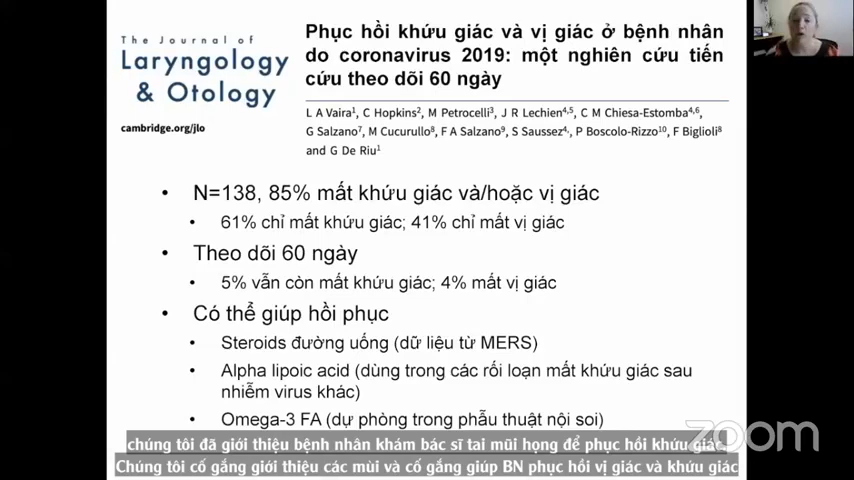 The Journal of
Laryngology
& Otology
cambridge.org/jlo
Phục hồi khứu giác và vị giác ở bệnh nhân
do coronavirus 2019: một nghiên cứu tiến
cứu theo dõi 60 ngày
L A Vaira1, C Hopkins2, M Petrocelli3, J R Lechien4,5, C M Chiesa-Estomba4,6,
G Salzano7, M Cucurullo8, F A Salzano9, S Saussez4, P Boscolo-Rizzo10, F Biglioli8
and G De Riu1
• N=138, 85% mất khứu giác và/hoặc vị giác
• 61% chỉ mất khứu giác; 41% chỉ mất vị giác
• Theo dõi 60 ngày
• 5% vẫn còn mất khứu giác; 4% mất vị giác
• Có thể giúp hồi phục
• Steroids đường uống (dữ liệu từ MERS)
• Alpha lipoic acid (dùng trong các rối loạn mất khứu giác sau
nhiễm virus khác)
• Omega-3 FA (dự phòng trong phẫu thuật nội soi)
chúng tôi đã giới thiệu bệnh nhân khám bác sĩ tai mũi họng để phục hồi khứu giác.
Chúng tôi cố gắng giới thiệu các mùi và cố gắng giúp BN phục hồi vị giác và khứu giác
zoom